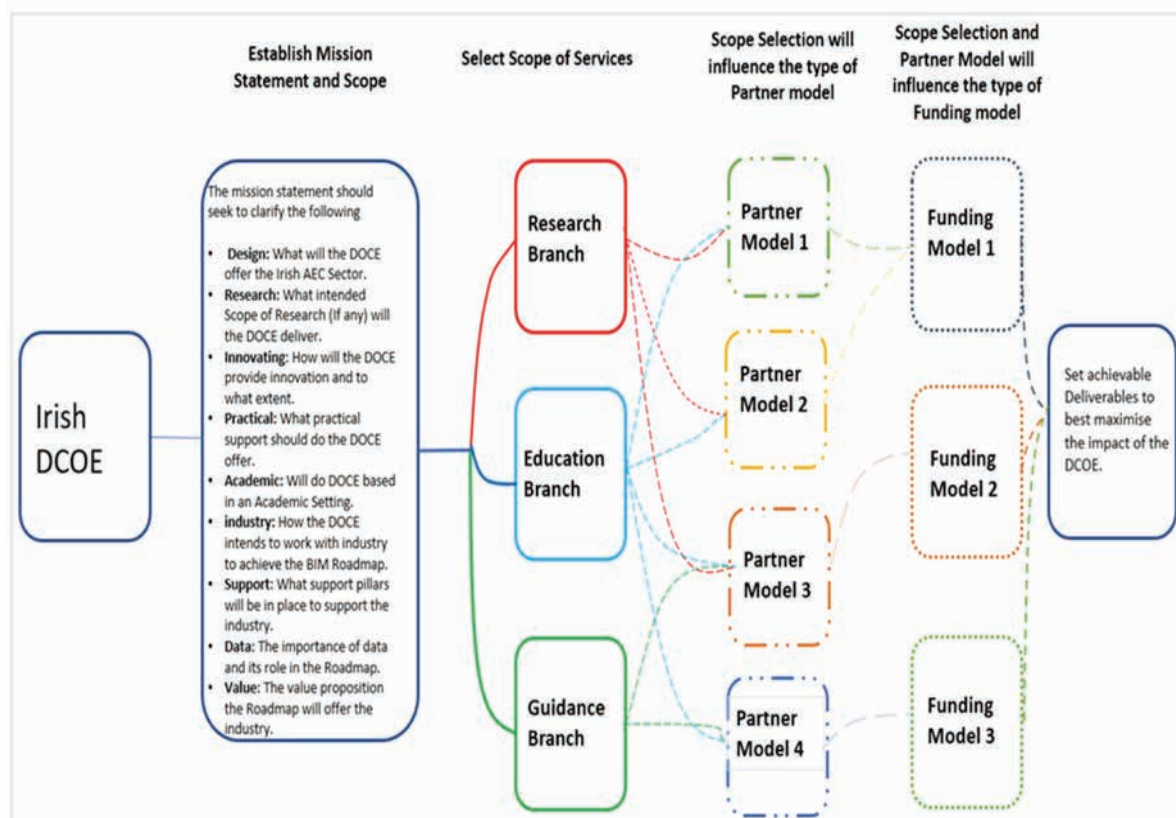 Establish Mission
Statement and Scope
Select Scope of Services
Scope Selection will
influence the type of
Partner model
Scope Selection and
Partner Model will
influence the type of
Funding model
Irish
DCOE
The mission statement should
seek to clarify the following
• Design: What will the DOCE
offer the Irish AEC Sector.
• Research: What intended
Scope of Research (If any) will
the DOCE deliver.
• Innovating: How will the DOCE
provide innovation and to
what extent.
• Practical: What practical
support should do the DOCE
offer.
• Academic: Will do DOCE based
in an Academic Setting.
• industry: How the DOCE
intends to work with industry
to achieve the BIM Roadmap.
• Support: What support pillars
will be in place to support the
industry.
• Data: The importance of data
and its role in the Roadmap.
• Value: The value proposition
the Roadmap will offer the
industry.
Research
Branch
Education
Branch
Guidance
Branch
Partner
Model 1
Partner
Model 2
Partner
Model 3
Partner
Model 4
Funding
Model 1
Funding
Model 2
Funding
Model 3
Set achievable
Deliverables to
best maximise
the impact of the
DCOE.